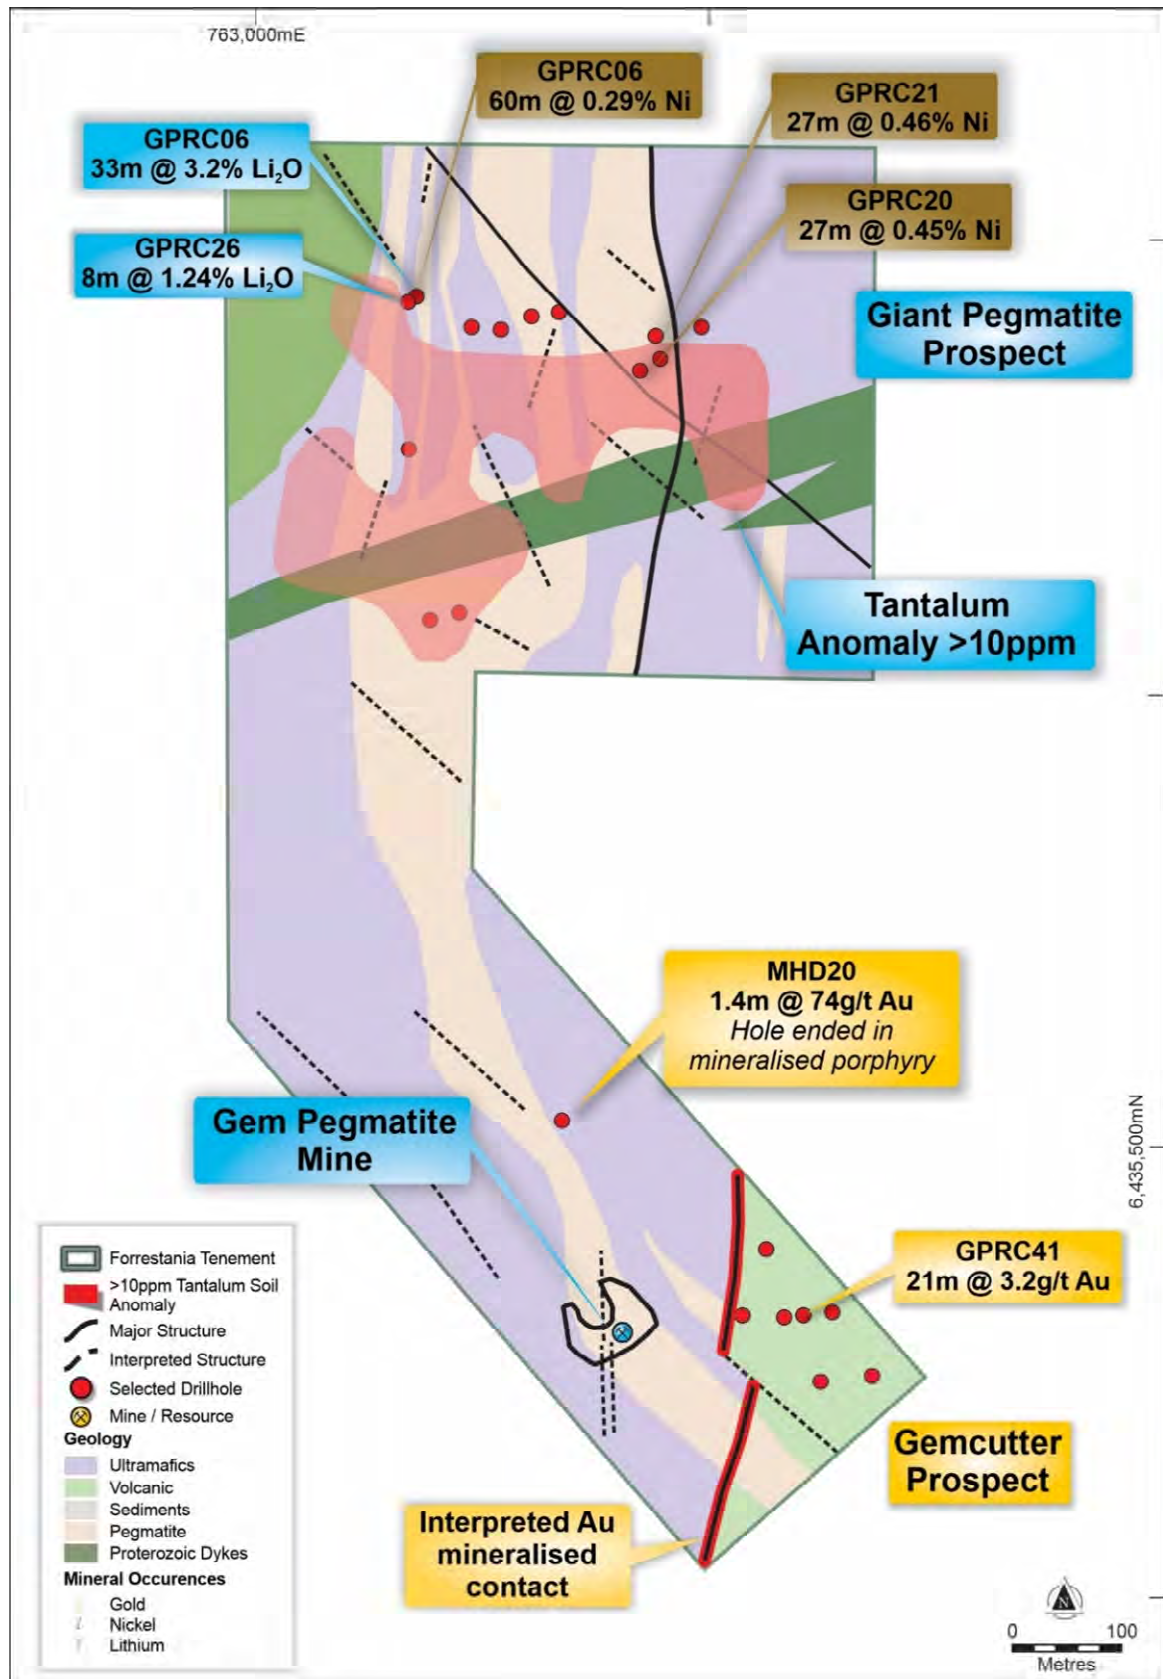 763,000mE
GPRC06
60m @ 0.29% Ni
GPRC21
27m @ 0.46% Ni
GPRC06
33m @ 3.2% Li₂O
GPRC20
27m @ 0.45% Ni
GPRC26
8m @ 1.24% Li₂O
Giant Pegmatite
Prospect
Tantalum
Anomaly >10ppm
MHD20
1.4m @ 74g/t Au
Hole ended in
mineralised porphyry
Gem Pegmatite
Mine
6,435,500mN
GPRC41
21m @ 3.2g/t Au
Gemcutter
Prospect
Interpreted Au
mineralised
contact
Forrestania Tenement
>10ppm Tantalum Soil
Anomaly
Major Structure
Interpreted Structure
Selected Drillhole
Mine / Resource
Geology
Ultramafics
Volcanic
Sediments
Pegmatite
Proterozoic Dykes
Mineral Occurences
Gold
Nickel
Lithium
N
0 100
Metres